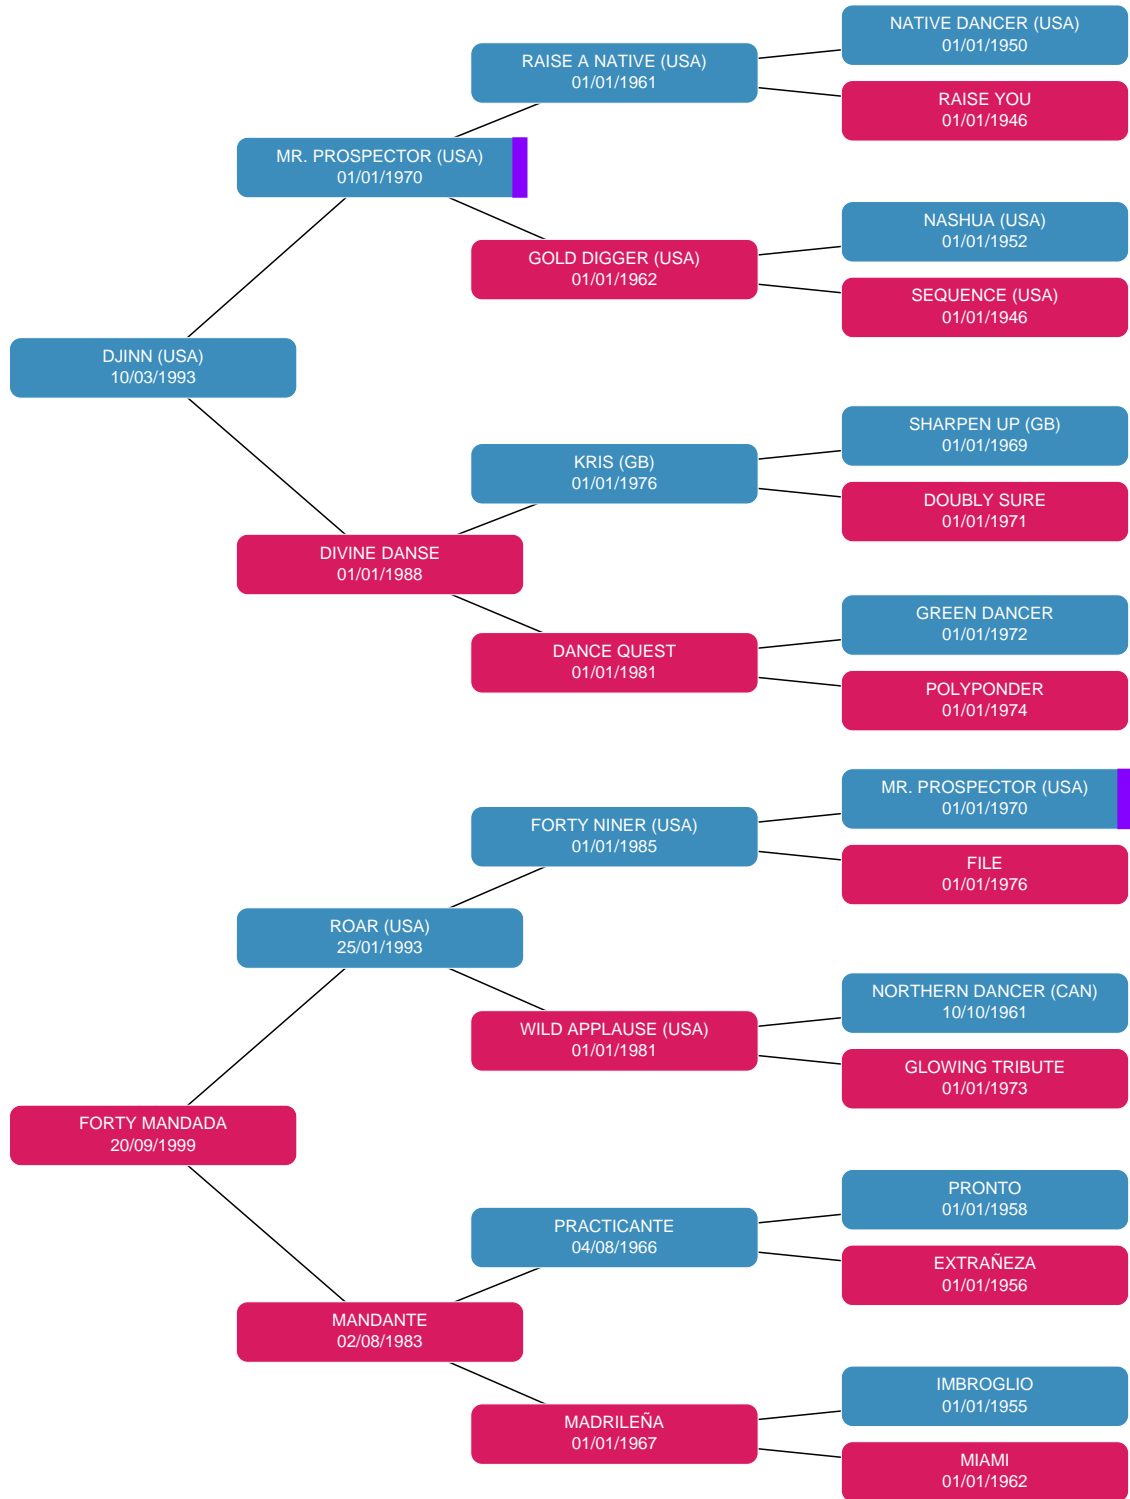 NATIVE DANCER (USA)
01/01/1950
RAISE A NATIVE (USA)
01/01/1961
RAISE YOU
01/01/1946
MR. PROSPECTOR (USA)
01/01/1970
NASHUA (USA)
01/01/1952
GOLD DIGGER (USA)
01/01/1962
SEQUENCE (USA)
01/01/1946
DJINN (USA)
10/03/1993
SHARPEN UP (GB)
01/01/1969
KRIS (GB)
01/01/1976
DOUBLY SURE
01/01/1971
DIVINE DANSE
01/01/1988
GREEN DANCER
01/01/1972
DANCE QUEST
01/01/1981
POLYPONDER
01/01/1974
MR. PROSPECTOR (USA)
01/01/1970
FORTY NINER (USA)
01/01/1985
FILE
01/01/1976
ROAR (USA)
25/01/1993
NORTHERN DANCER (CAN)
10/10/1961
WILD APPLAUSE (USA)
01/01/1981
GLOWING TRIBUTE
01/01/1973
FORTY MANDADA
20/09/1999
PRONTO
01/01/1958
PRACTICANTE
04/08/1966
EXTRAÑEZA
01/01/1956
MANDANTE
02/08/1983
IMBROGLIO
01/01/1955
MADRILEÑA
01/01/1967
MIAMI
01/01/1962